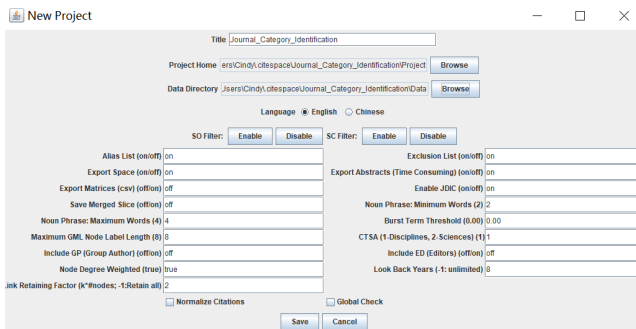 New Project
Title Journal_Category_Identification
Project Home ers\Cindy\.citespace\Journal_Category_Identification\Project Browse
Data Directory Users\Cindy\.citespace\Journal_Category_Identification\Data Browse
Language English Chinese
SO Filter: Enable Disable SC Filter: Enable Disable
Alias List (on/off) on Exclusion List (on/off) on
Export Space (on/off) on Export Abstracts (Time Consuming) (on/off) on
Export Matrices (csv) (off/on) off Enable JDIC (on/off) on
Save Merged Slice (off/on) off Noun Phrase: Minimum Words (2) 2
Noun Phrase: Maximum Words (4) 4 Burst Term Threshold (0.00) 0.00
Maximum GML Node Label Length (8) 8 CTSA (1-Disciplines, 2-Sciences) (1) 1
Include GP (Group Author) (off/on) off Include ED (Editors) (off/on) off
Node Degree Weighted (true) true Look Back Years (-1: unlimited) 8
ink Retaining Factor (k*#nodes; -1:Retain all) 2
Normalize Citations Global Check
Save Cancel